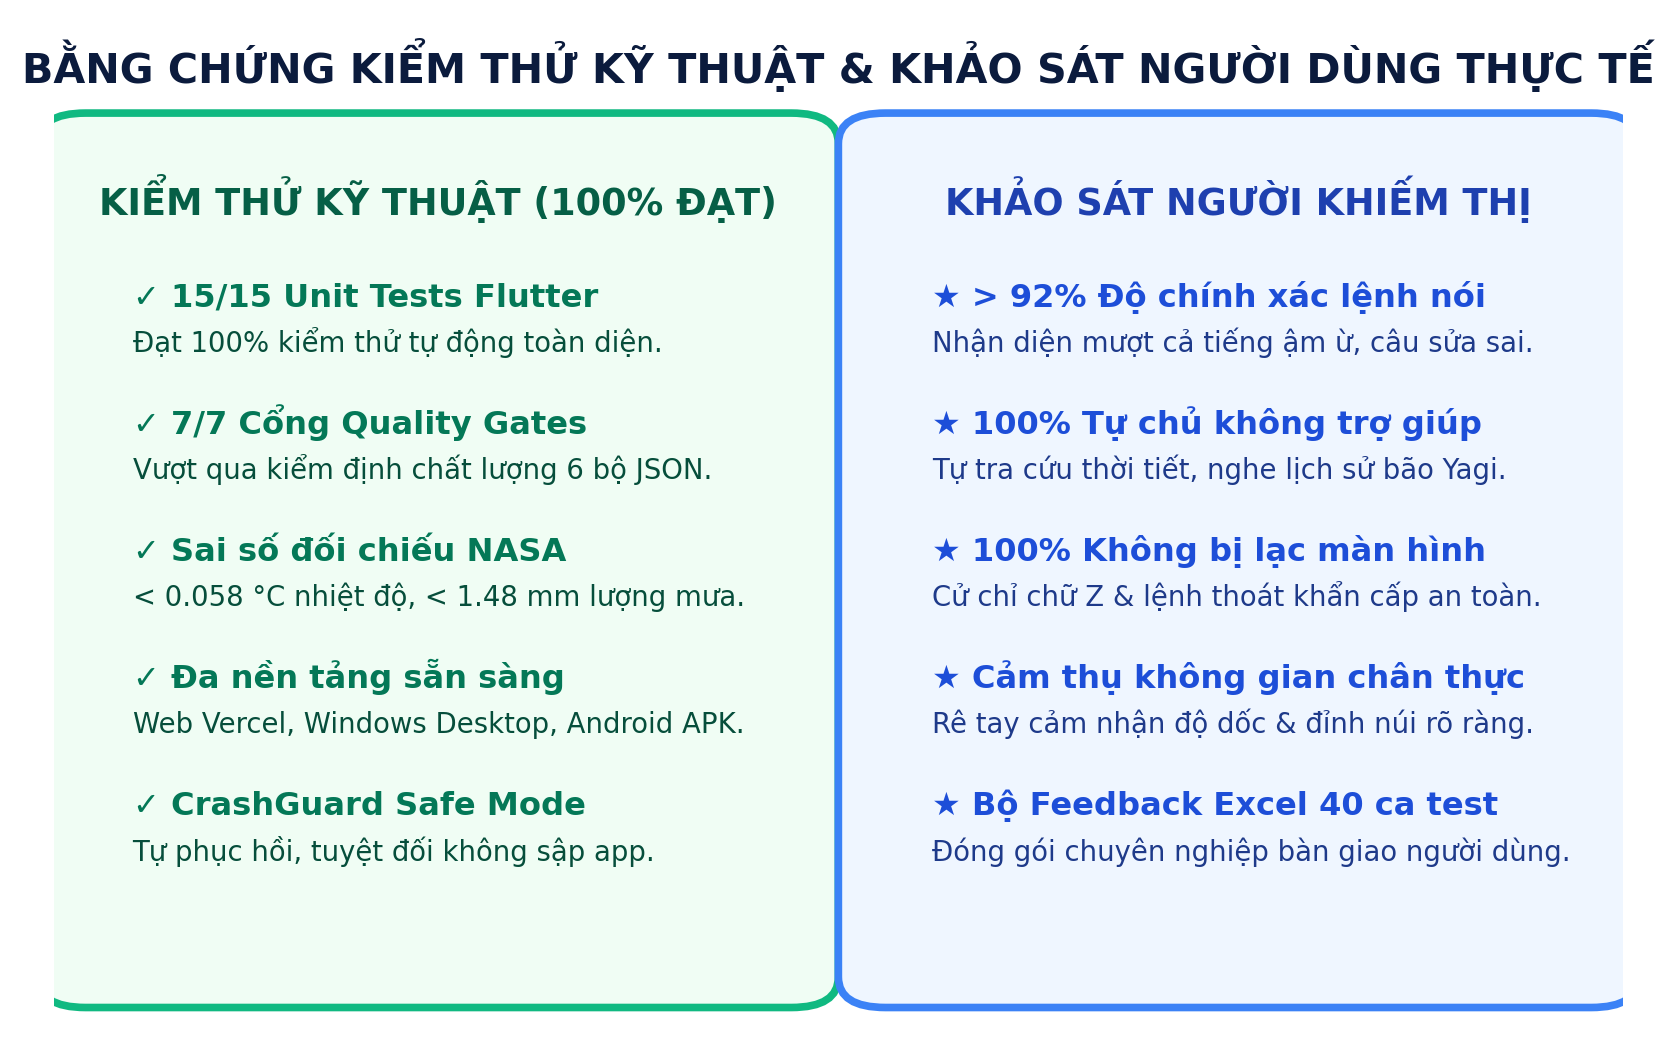 BẰNG CHỨNG KIỂM THỬ KỸ THUẬT & KHẢO SÁT NGƯỜI DÙNG THỰC TẾ
KIỂM THỬ KỸ THUẬT (100% ĐẠT)
✓ 15/15 Unit Tests Flutter
Đạt 100% kiểm thử tự động toàn diện.
✓ 7/7 Cổng Quality Gates
Vượt qua kiểm định chất lượng 6 bộ JSON.
✓ Sai số đối chiếu NASA
< 0.058 °C nhiệt độ, < 1.48 mm lượng mưa.
✓ Đa nền tảng sẵn sàng
Web Vercel, Windows Desktop, Android APK.
✓ CrashGuard Safe Mode
Tự phục hồi, tuyệt đối không sập app.
KHẢO SÁT NGƯỜI KHIẾM THỊ
★ > 92% Độ chính xác lệnh nói
Nhận diện mượt cả tiếng ậm ừ, câu sửa sai.
★ 100% Tự chủ không trợ giúp
Tự tra cứu thời tiết, nghe lịch sử bão Yagi.
★ 100% Không bị lạc màn hình
Cử chỉ chữ Z & lệnh thoát khẩn cấp an toàn.
★ Cảm thụ không gian chân thực
Rê tay cảm nhận độ dốc & đỉnh núi rõ ràng.
★ Bộ Feedback Excel 40 ca test
Đóng gói chuyên nghiệp bàn giao người dùng.